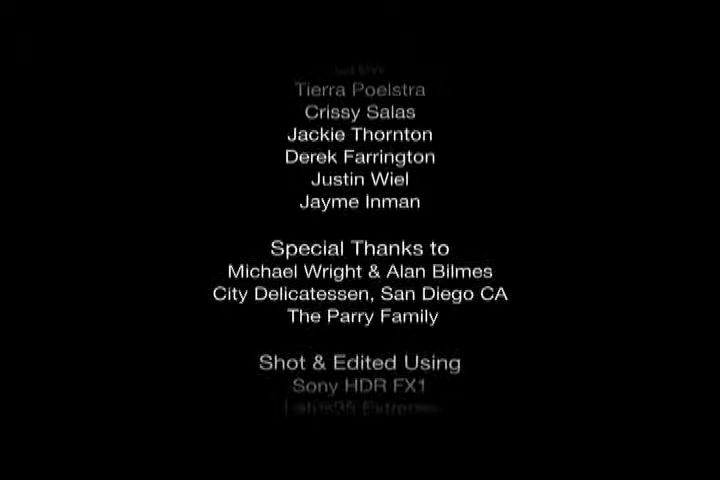 Tierra Poelstra
Crissy Salas
Jackie Thornton
Derek Farrington
Justin Wiel
Jayme Inman
Special Thanks to
Michael Wright & Alan Bilmes
City Delicatessen, San Diego CA
The Parry Family
Shot & Edited Using
Sony HDR FX1